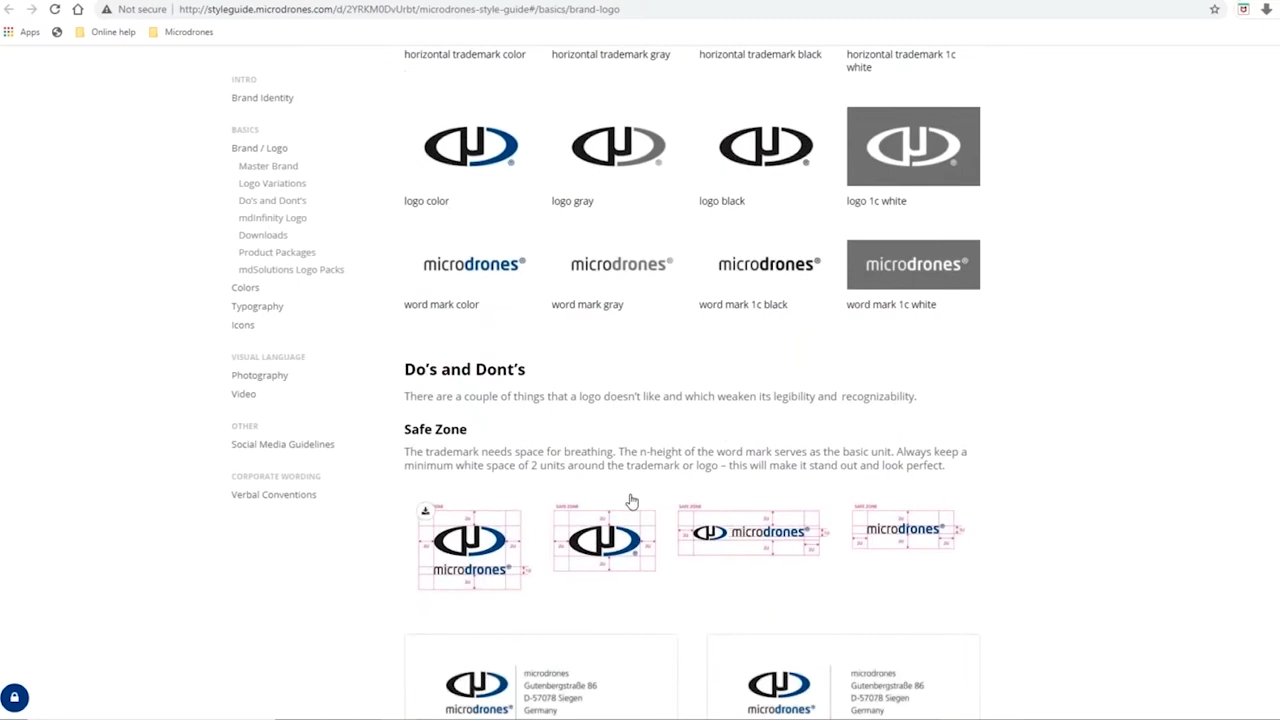 Not secure
http://styleguide.microdrones.com/d/2YRKM0DvUrbt/microdrones-style-guide#/basics/brand-logo
Apps
Online help
Microdrones
INTRO
Brand Identity
BASICS
Brand / Logo
Master Brand
Logo Variations
Do's and Dont's
mdInfinity Logo
Downloads
Product Packages
mdSolutions Logo Packs
Colors
Typography
Icons
VISUAL LANGUAGE
Photography
Video
OTHER
Social Media Guidelines
CORPORATE WORDING
Verbal Conventions
horizontal trademark color
horizontal trademark gray
horizontal trademark black
horizontal trademark 1c
white
logo color
logo gray
logo black
logo 1c white
microdrones®
microdrones®
microdrones®
microdrones®
word mark color
word mark gray
word mark 1c black
word mark 1c white
Do's and Dont's
There are a couple of things that a logo doesn't like and which weaken its legibility and recognizability.
Safe Zone
The trademark needs space for breathing. The n-height of the word mark serves as the basic unit. Always keep a
minimum white space of 2 units around the trademark or logo – this will make it stand out and look perfect.
SAFE ZONE
SAFE ZONE
SAFE ZONE
microdrones®
microdrones®
microdrones®
microdrones®
microdrones
Gutenbergstraße 86
D-57078 Siegen
Germany
microdrones®
microdrones
Gutenbergstraße 86
D-57078 Siegen
Germany